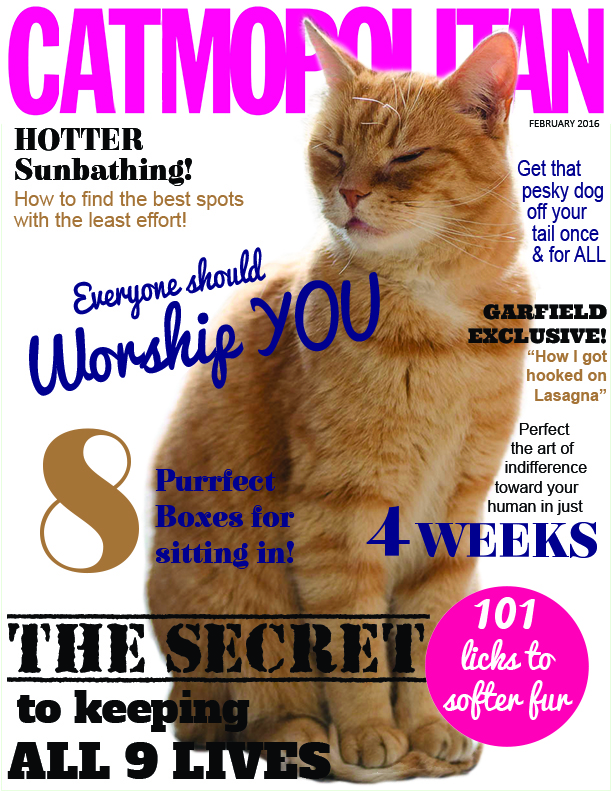 CATMOPOLITAN
FEBRUARY 2016
HOTTER
Sunbathing!
How to find the best spots
with the least effort!
Get that
pesky dog
off your
tail once
& for ALL
Everyone should
Worship YOU
GARFIELD
EXCLUSIVE!
“How I got
hooked on
Lasagna”
8
Purrfect
Boxes for
sitting in!
Perfect
the art of
indifference
toward your
human in just
4 WEEKS
THE SECRET
to keeping
ALL 9 LIVES
101
licks to
softer fur